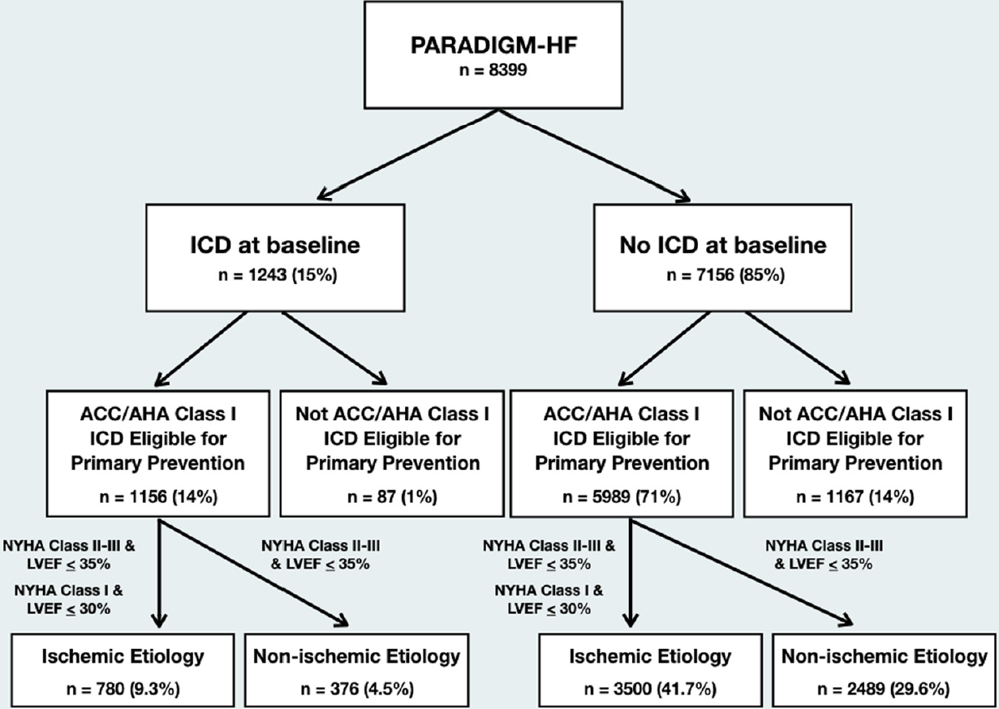 PARADIGM-HF
n = 8399
ICD at baseline
n = 1243 (15%)
No ICD at baseline
n = 7156 (85%)
ACC/AHA Class I
ICD Eligible for
Primary Prevention
n = 1156 (14%)
Not ACC/AHA Class I
ICD Eligible for
Primary Prevention
n = 87 (1%)
ACC/AHA Class I
ICD Eligible for
Primary Prevention
n = 5989 (71%)
Not ACC/AHA Class I
ICD Eligible for
Primary Prevention
n = 1167 (14%)
NYHA Class II-III &
LVEF ≤ 35%
NYHA Class I &
LVEF ≤ 30%
NYHA Class II-III
& LVEF ≤ 35%
NYHA Class II-III &
LVEF ≤ 35%
NYHA Class I &
LVEF ≤ 30%
NYHA Class II-III
& LVEF ≤ 35%
Ischemic Etiology
n = 780 (9.3%)
Non-ischemic Etiology
n = 376 (4.5%)
Ischemic Etiology
n = 3500 (41.7%)
Non-ischemic Etiology
n = 2489 (29.6%)